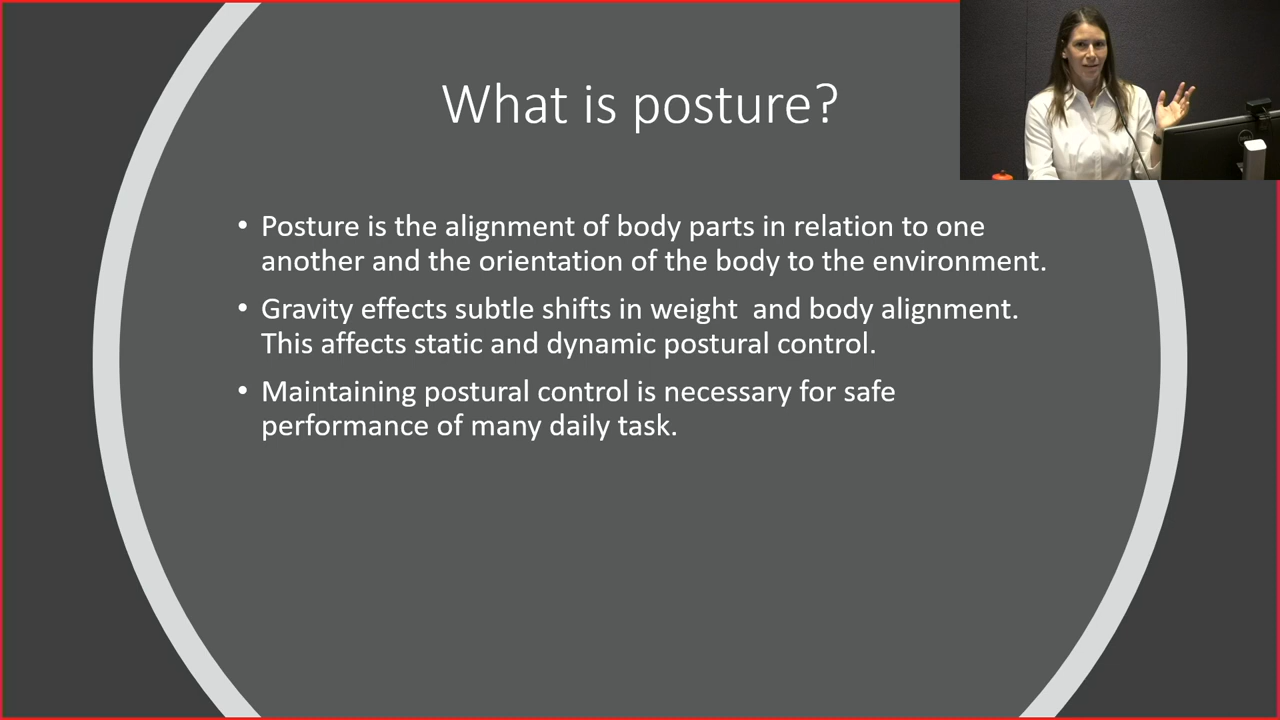 What is posture?
• Posture is the alignment of body parts in relation to one
another and the orientation of the body to the environment.
• Gravity effects subtle shifts in weight  and body alignment.
This affects static and dynamic postural control.
• Maintaining postural control is necessary for safe
performance of many daily task.
DELL